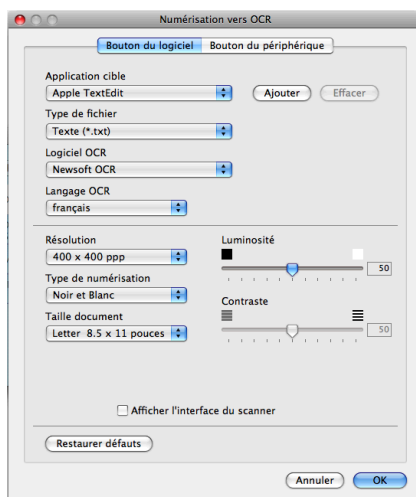 Numérisation vers OCR
Bouton du logiciel Bouton du périphérique
Application cible
Apple TextEdit Ajouter Effacer
Type de fichier
Texte (*.txt)
Logiciel OCR
Newsoft OCR
Langage OCR
français
Résolution Luminosité
400 x 400 ppp 50
Type de numérisation
Noir et Blanc Contraste
Taille document
Letter 8.5 x 11 pouces 50
Afficher l'interface du scanner
Restaurer défauts
Annuler OK